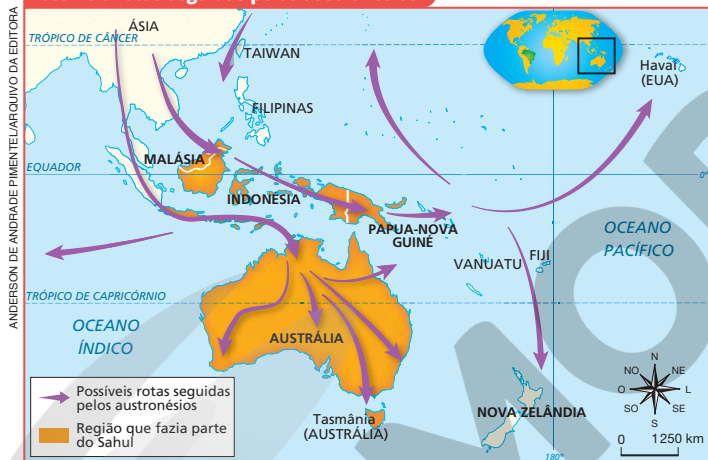 ANDERSON DE ANDRADE PIMENTEL/ARQUIVO DA EDITORA
ÁSIA
TRÓPICO DE CÂNCER
TAIWAN
Havaí
(EUA)
FILIPINAS
MALÁSIA
EQUADOR
0°
INDONÉSIA
PAPUA-NOVA
GUINÉ
OCEANO
PACÍFICO
VANUATU
FIJI
TRÓPICO DE CAPRICÓRNIO
OCEANO
ÍNDICO
AUSTRÁLIA
Possíveis rotas seguidas
pelos austronésios
Região que fazia parte
do Sahul
Tasmânia
(AUSTRÁLIA)
NOVA ZELÂNDIA
N
NO
NE
O
L
SO
SE
S
0
1250 km
180°